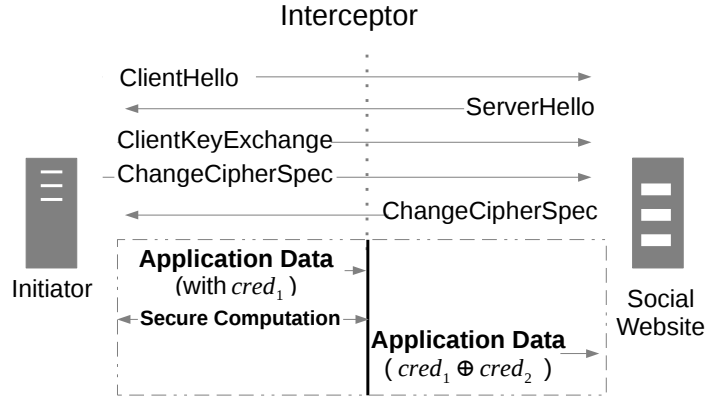 Interceptor
ClientHello
ServerHello
ClientKeyExchange
ChangeCipherSpec
ChangeCipherSpec
Initiator
Social
Website
Application Data
(with cred₁)
Secure Computation
Application Data
( cred₁ ⊕ cred₂ )